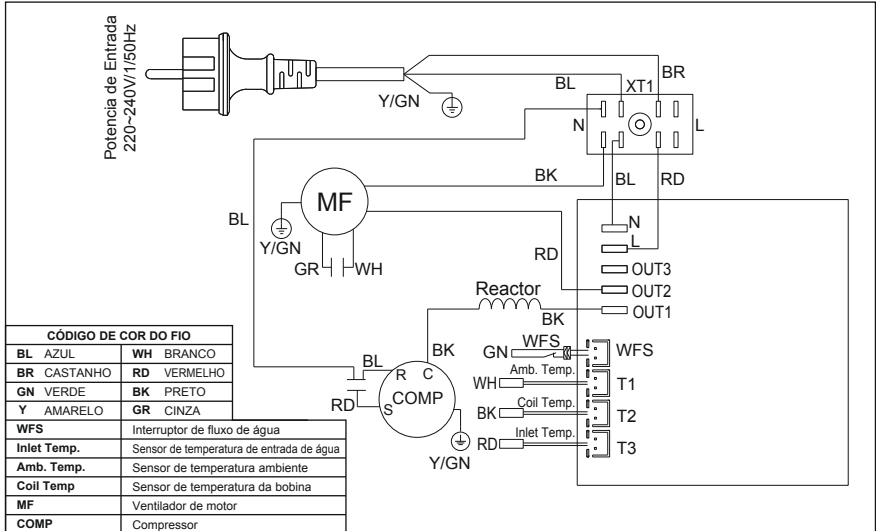 Potencia de Entrada
220~240V/1/50Hz
BL
BR
XT1
Y/GN
N
L
BK
BL
RD
MF
BL
Y/GN
GR
WH
RD
N
L
OUT3
OUT2
OUT1
Reactor
BK
BK
GN
WFS
WFS
Amb. Temp.
WH
T1
Coil Temp.
BK
T2
Inlet Temp.
RD
T3
BL
R
C
COMP
RD
S
Y/GN
CÓDIGO DE COR DO FIO
BL AZUL WH BRANCO
BR CASTANHO RD VERMELHO
GN VERDE BK PRETO
Y AMARELO GR CINZA
WFS Interruptor de fluxo de água
Inlet Temp. Sensor de temperatura de entrada de água
Amb. Temp. Sensor de temperatura ambiente
Coil Temp Sensor de temperatura da bobina
MF Ventilador de motor
COMP Compressor